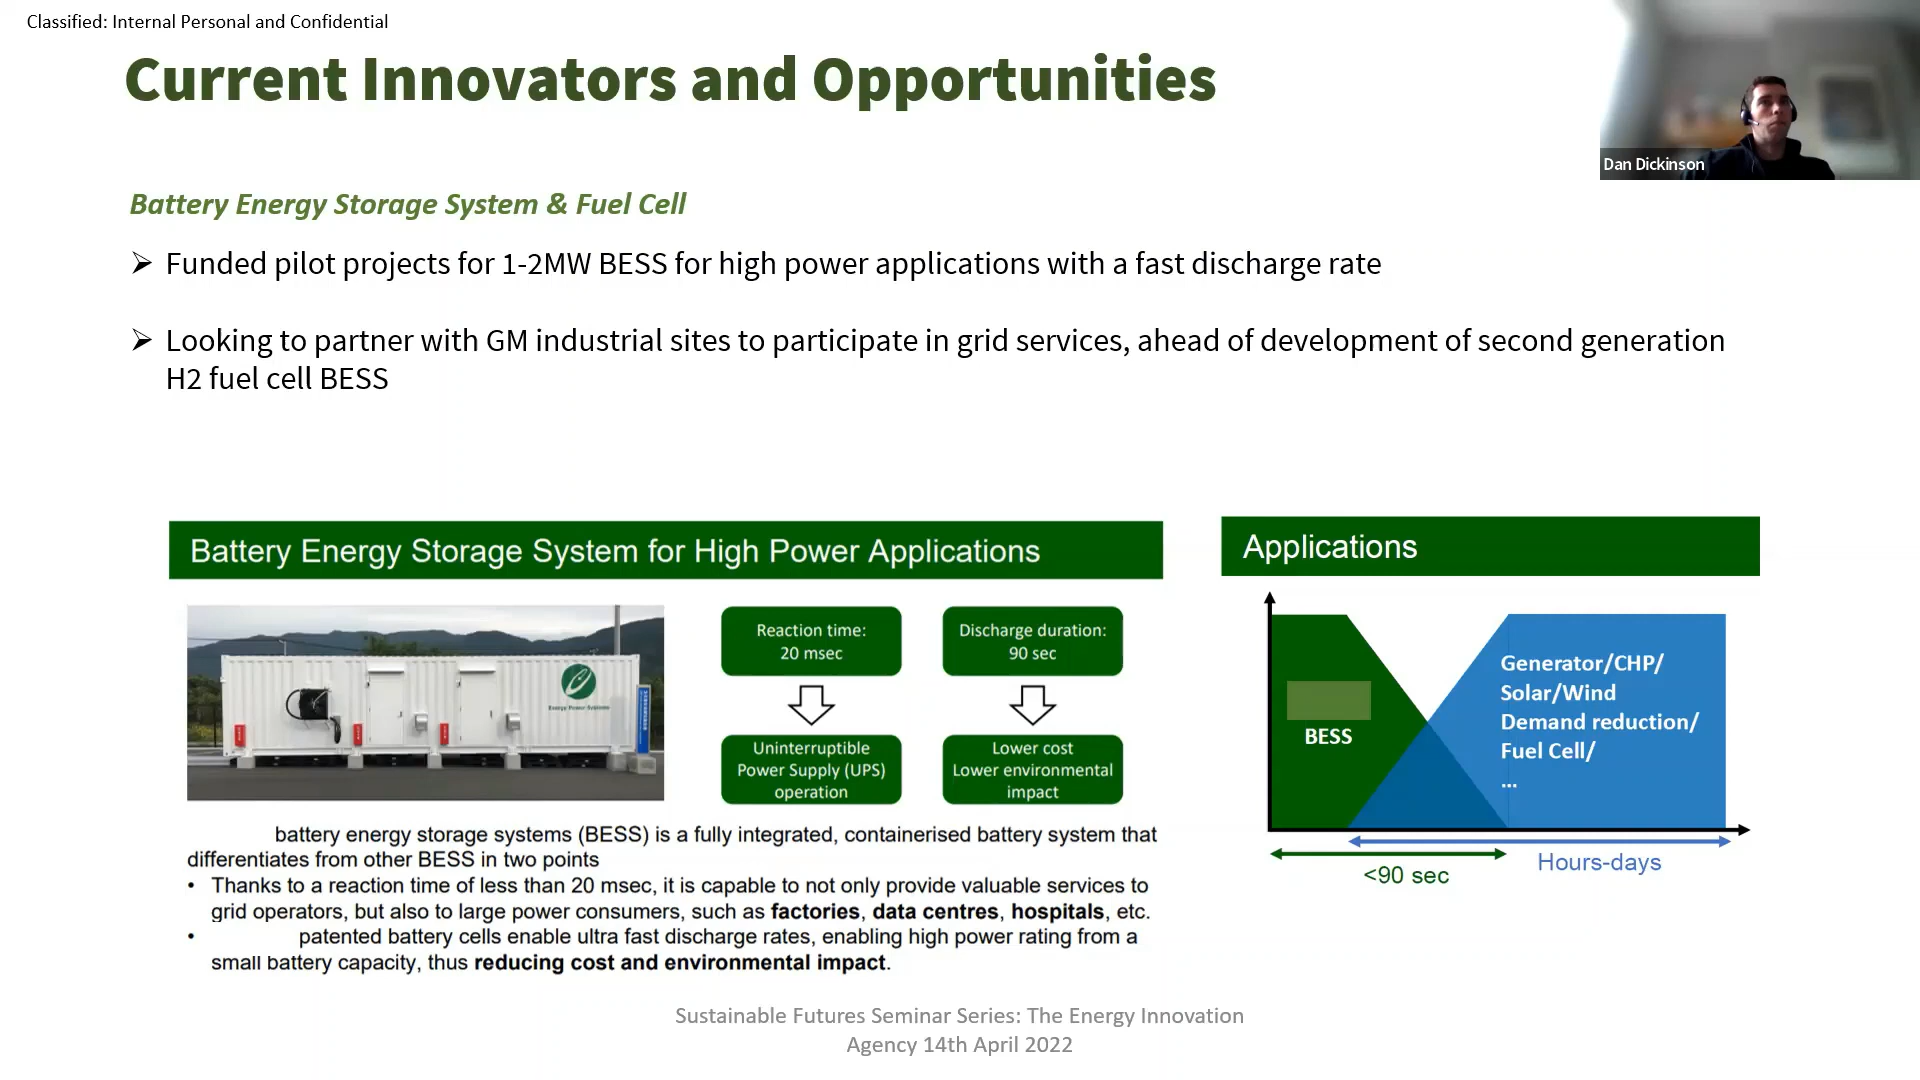 Classified: Internal Personal and Confidential
Current Innovators and Opportunities
Dan Dickinson
Battery Energy Storage System & Fuel Cell
Funded pilot projects for 1-2MW BESS for high power applications with a fast discharge rate
Looking to partner with GM industrial sites to participate in grid services, ahead of development of second generation
H2 fuel cell BESS
Battery Energy Storage System for High Power Applications
Energy Power Systems
Reaction time:
20 msec
Discharge duration:
90 sec
Uninterruptible
Power Supply (UPS)
operation
Lower cost
Lower environmental
impact
battery energy storage systems (BESS) is a fully integrated, containerised battery system that
differentiates from other BESS in two points
• Thanks to a reaction time of less than 20 msec, it is capable to not only provide valuable services to
grid operators, but also to large power consumers, such as factories, data centres, hospitals, etc.
• patented battery cells enable ultra fast discharge rates, enabling high power rating from a
small battery capacity, thus reducing cost and environmental impact.
Applications
BESS
Generator/CHP/
Solar/Wind
Demand reduction/
Fuel Cell/
...
<90 sec
Hours-days
Sustainable Futures Seminar Series: The Energy Innovation
Agency 14th April 2022